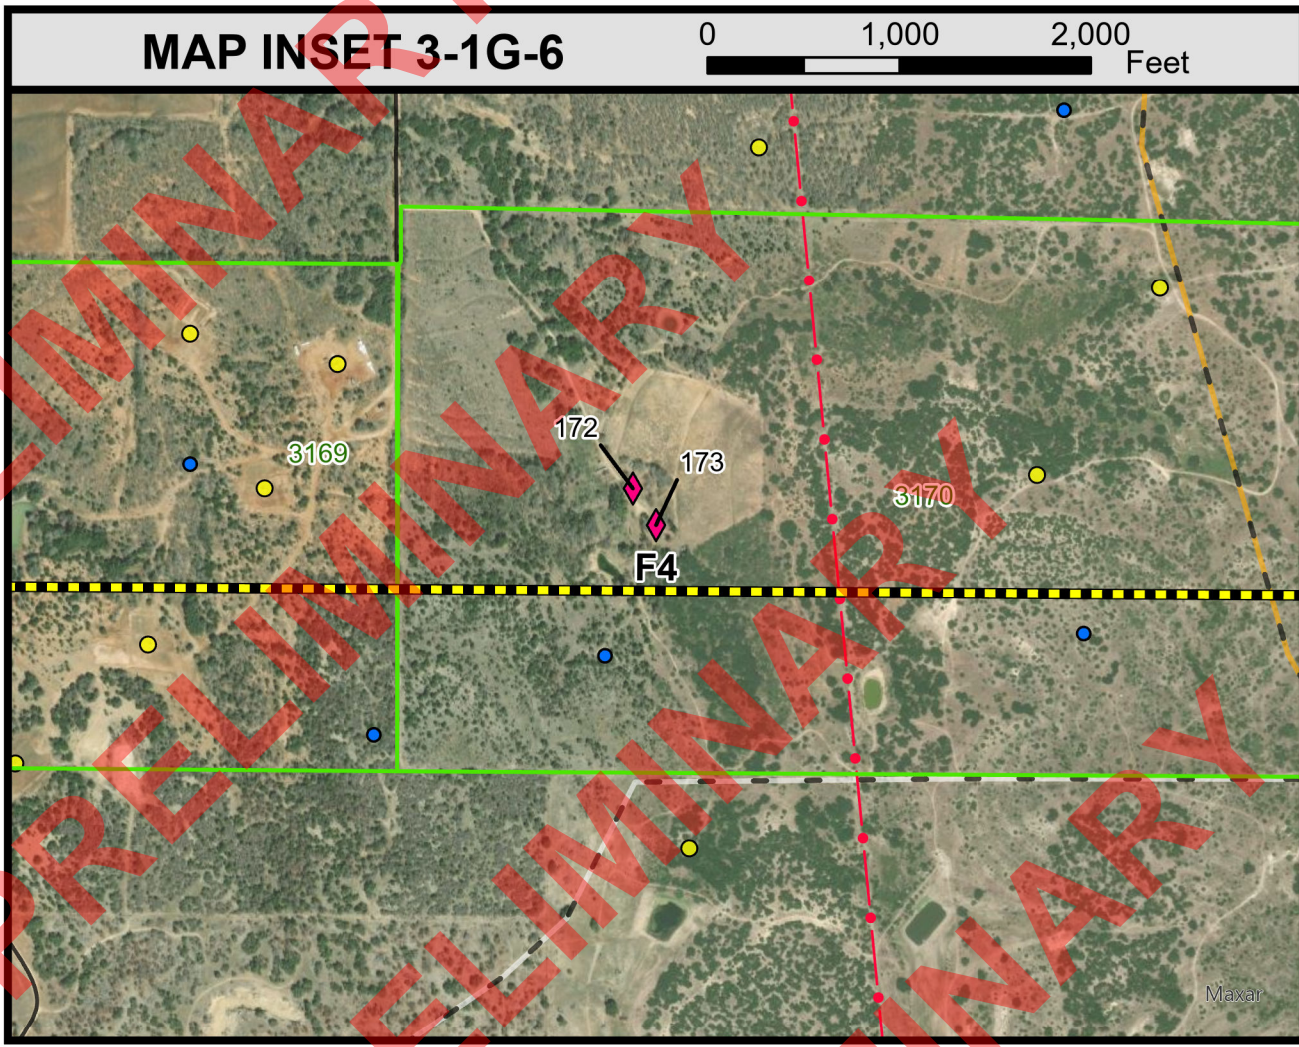 MAP INSET 3-1G-6
0 1,000 2,000
Feet
172
173
3169
3170
F4
PRELIMINARY
PRELIMINARY
PRELIMINARY
PRELIMINARY
Maxar